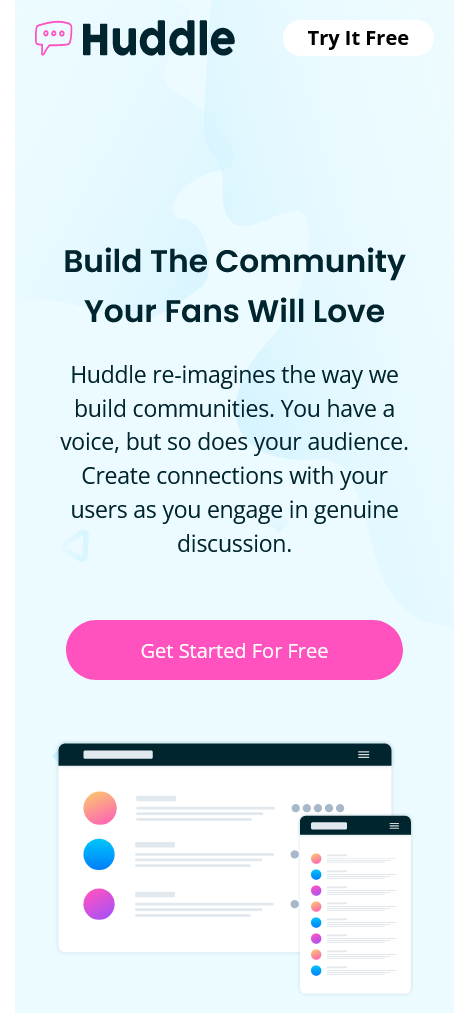 Huddle
Try It Free
Build The Community
Your Fans Will Love
Huddle re-imagines the way we
build communities. You have a
voice, but so does your audience.
Create connections with your
users as you engage in genuine
discussion.
Get Started For Free